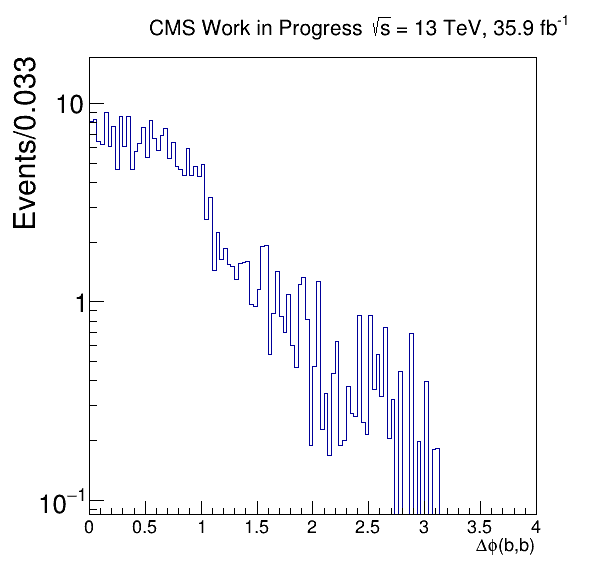 CMS Work in Progress √s = 13 TeV, 35.9 fb⁻¹
Events/0.033
10
1
10⁻¹
0 0.5 1 1.5 2 2.5 3 3.5 4
Δϕ(b,b)